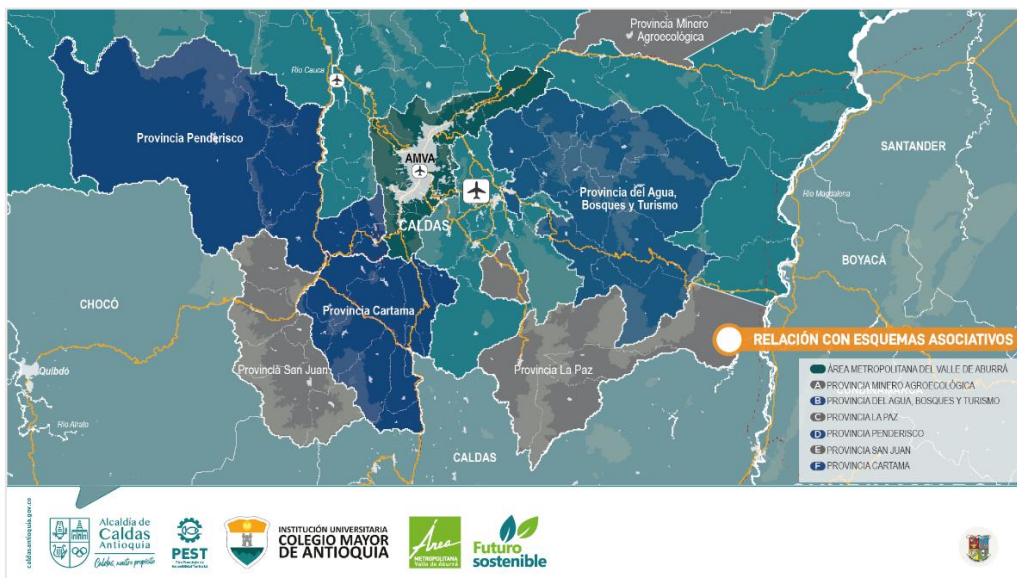 Provincia Minero
Agroecológica
Río Cauca
Provincia Penderisco
AMVA
SANTANDER
Provincia del Agua,
Bosques y Turismo
Río Magdalena
CALDAS
BOYACÁ
CHOCÓ
Provincia Cartama
RELACIÓN CON ESQUEMAS ASOCIATIVOS
Quibdó
Provincia San Juan
Provincia La Paz
ÁREA METROPOLITANA DEL VALLE DE ABURRÁ
A PROVINCIA MINERO AGROECOLÓGICA
B PROVINCIA DEL AGUA, BOSQUES Y TURISMO
C PROVINCIA LA PAZ
D PROVINCIA PENDERISCO
E PROVINCIA SAN JUAN
F PROVINCIA CARTAMA
Río Atrato
CALDAS
caldasantioquia.gov.co
Alcaldía de
Caldas
Antioquia
Caldas, nuestro propósito
PEST
INSTITUCIÓN UNIVERSITARIA
COLEGIO MAYOR
DE ANTIOQUIA
Área
METROPOLITANA
Valle de Aburrá
Futuro
sostenible